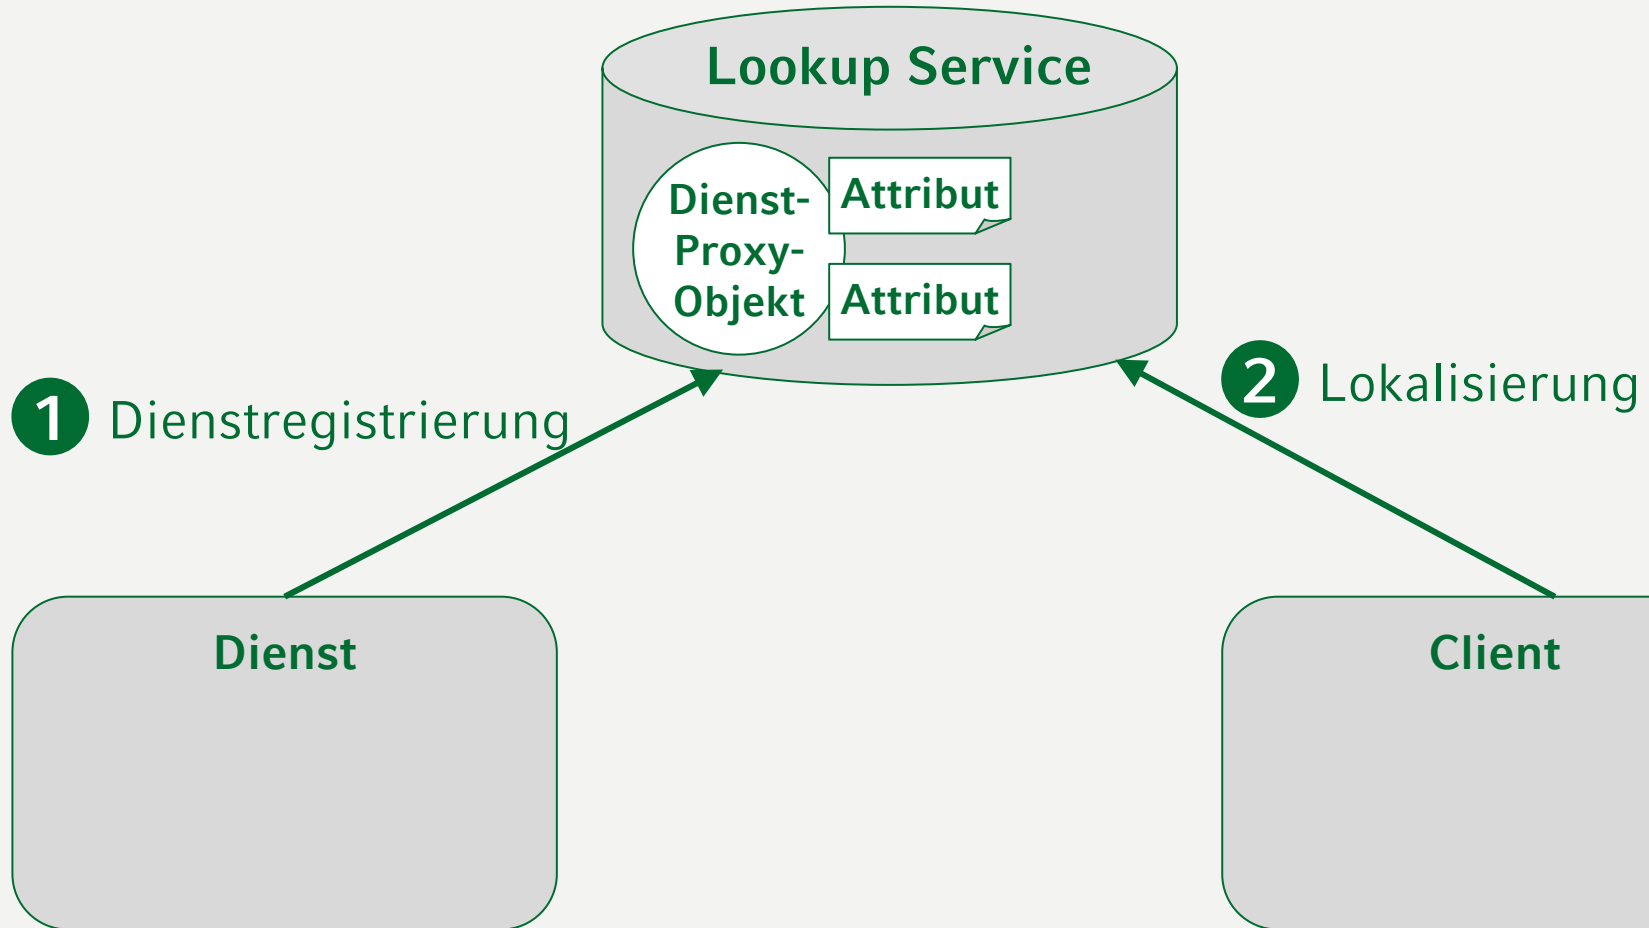 Lookup Service
Dienst-
Proxy-
Objekt
Attribut
Attribut
1 Dienstregistrierung
2 Lokalisierung
Dienst
Client